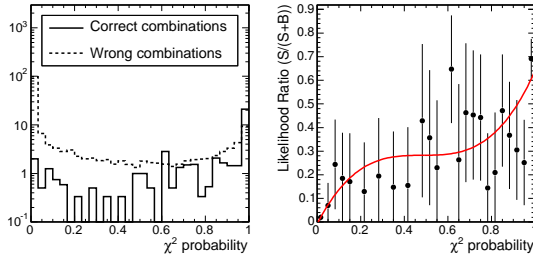 Correct combinations
Wrong combinations
10³
10²
10
1
10⁻¹
0 0.2 0.4 0.6 0.8 1
χ² probability
Likelihood Ratio (S/(S+B))
0.9
0.8
0.7
0.6
0.5
0.4
0.3
0.2
0.1
0.0
0 0.2 0.4 0.6 0.8
χ² probability